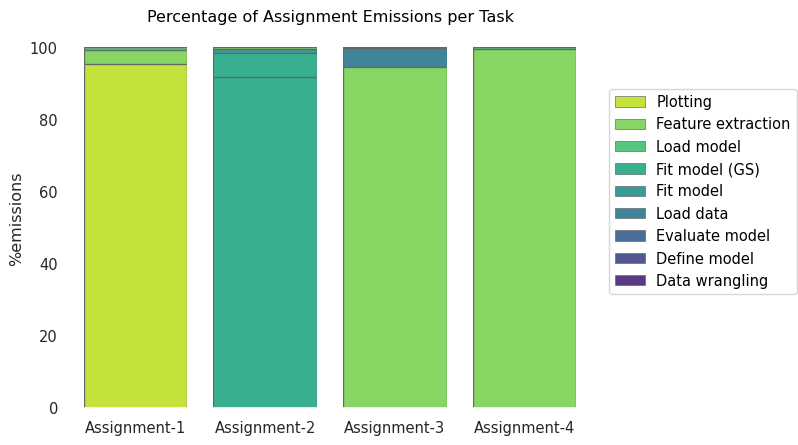 Percentage of Assignment Emissions per Task
%emissions
100
80
60
40
20
0
Assignment-1
Assignment-2
Assignment-3
Assignment-4
Plotting
Feature extraction
Load model
Fit model (GS)
Fit model
Load data
Evaluate model
Define model
Data wrangling